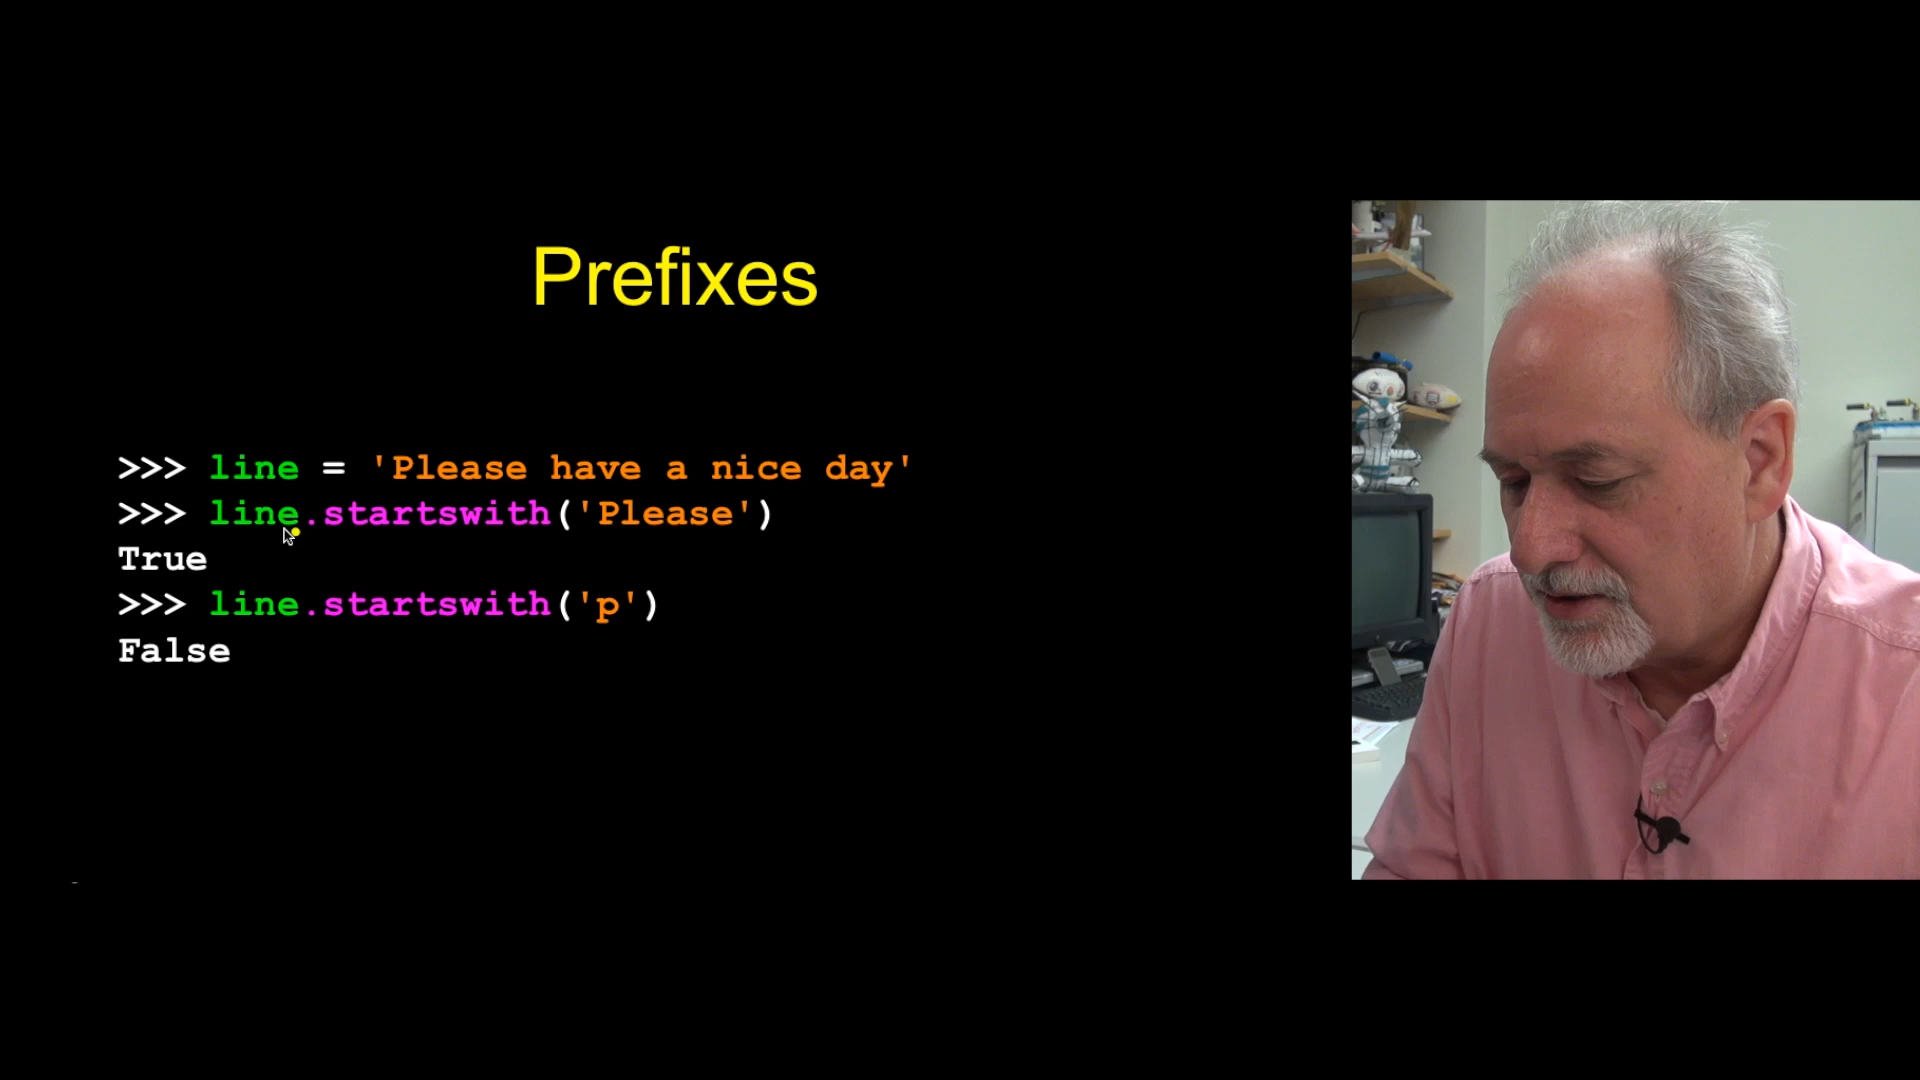 Prefixes
>>> line = 'Please have a nice day'
>>> line.startswith('Please')
True
>>> line.startswith('p')
False